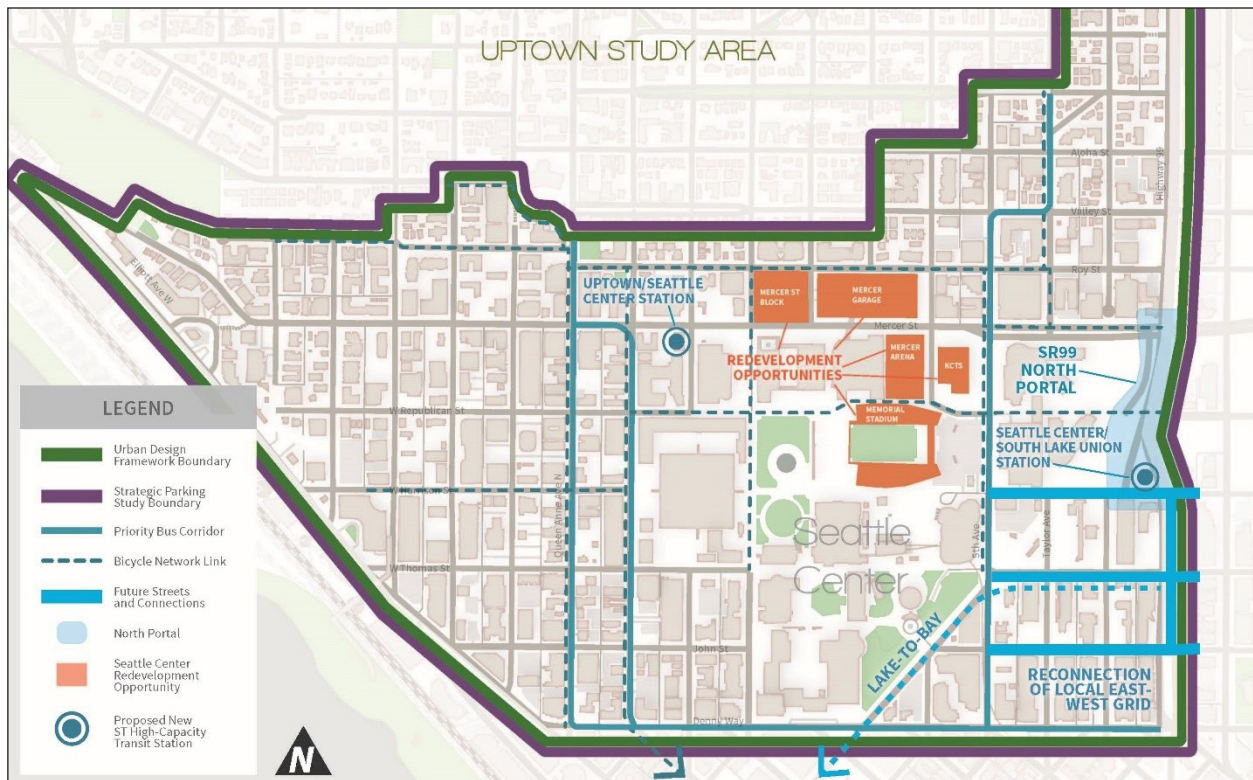 UPTOWN STUDY AREA
Aloha St
Highway 99
Valley St
Elliott Ave W
Roy St
UPTOWN/SEATTLE
CENTER STATION
MERCER ST
BLOCK
MERCER
GARAGE
Mercer St
REDEVELOPMENT
OPPORTUNITIES
MERCER
ARENA
KCTS
SR99
NORTH
PORTAL
W Republican St
MEMORIAL
STADIUM
SEATTLE CENTER/
SOUTH LAKE UNION
STATION
W Harrison St
Queen Anne Ave N
Seattle
Center
5th Ave
Taylor Ave
W Thomas St
LAKE-TO-BAY
John St
RECONNECTION
OF LOCAL EAST-
WEST GRID
Denny Way
LEGEND
Urban Design
Framework Boundary
Strategic Parking
Study Boundary
Priority Bus Corridor
Bicycle Network Link
Future Streets
and Connections
North Portal
Seattle Center
Redevelopment
Opportunity
Proposed New
ST High-Capacity
Transit Station
N